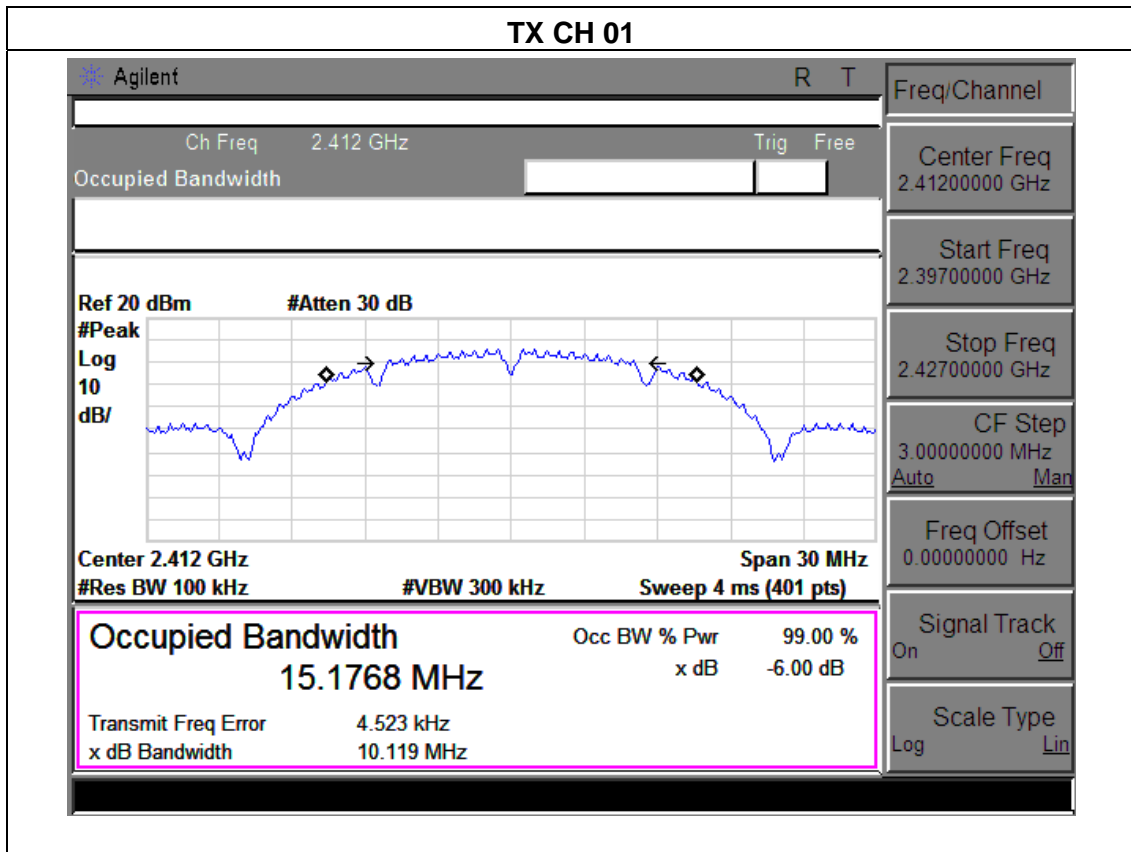 TX CH 01
Agilent R T
Ch Freq 2.412 GHz Trig Free
Occupied Bandwidth
Ref 20 dBm #Atten 30 dB
#Peak
Log
10
dB/
Center 2.412 GHz Span 30 MHz
#Res BW 100 kHz #VBW 300 kHz Sweep 4 ms (401 pts)
Occupied Bandwidth
15.1768 MHz
Occ BW % Pwr 99.00 %
x dB -6.00 dB
Transmit Freq Error 4.523 kHz
x dB Bandwidth 10.119 MHz
Freq/Channel
Center Freq
2.41200000 GHz
Start Freq
2.39700000 GHz
Stop Freq
2.42700000 GHz
CF Step
3.00000000 MHz
Auto Man
Freq Offset
0.00000000 Hz
Signal Track
On Off
Scale Type
Log Lin